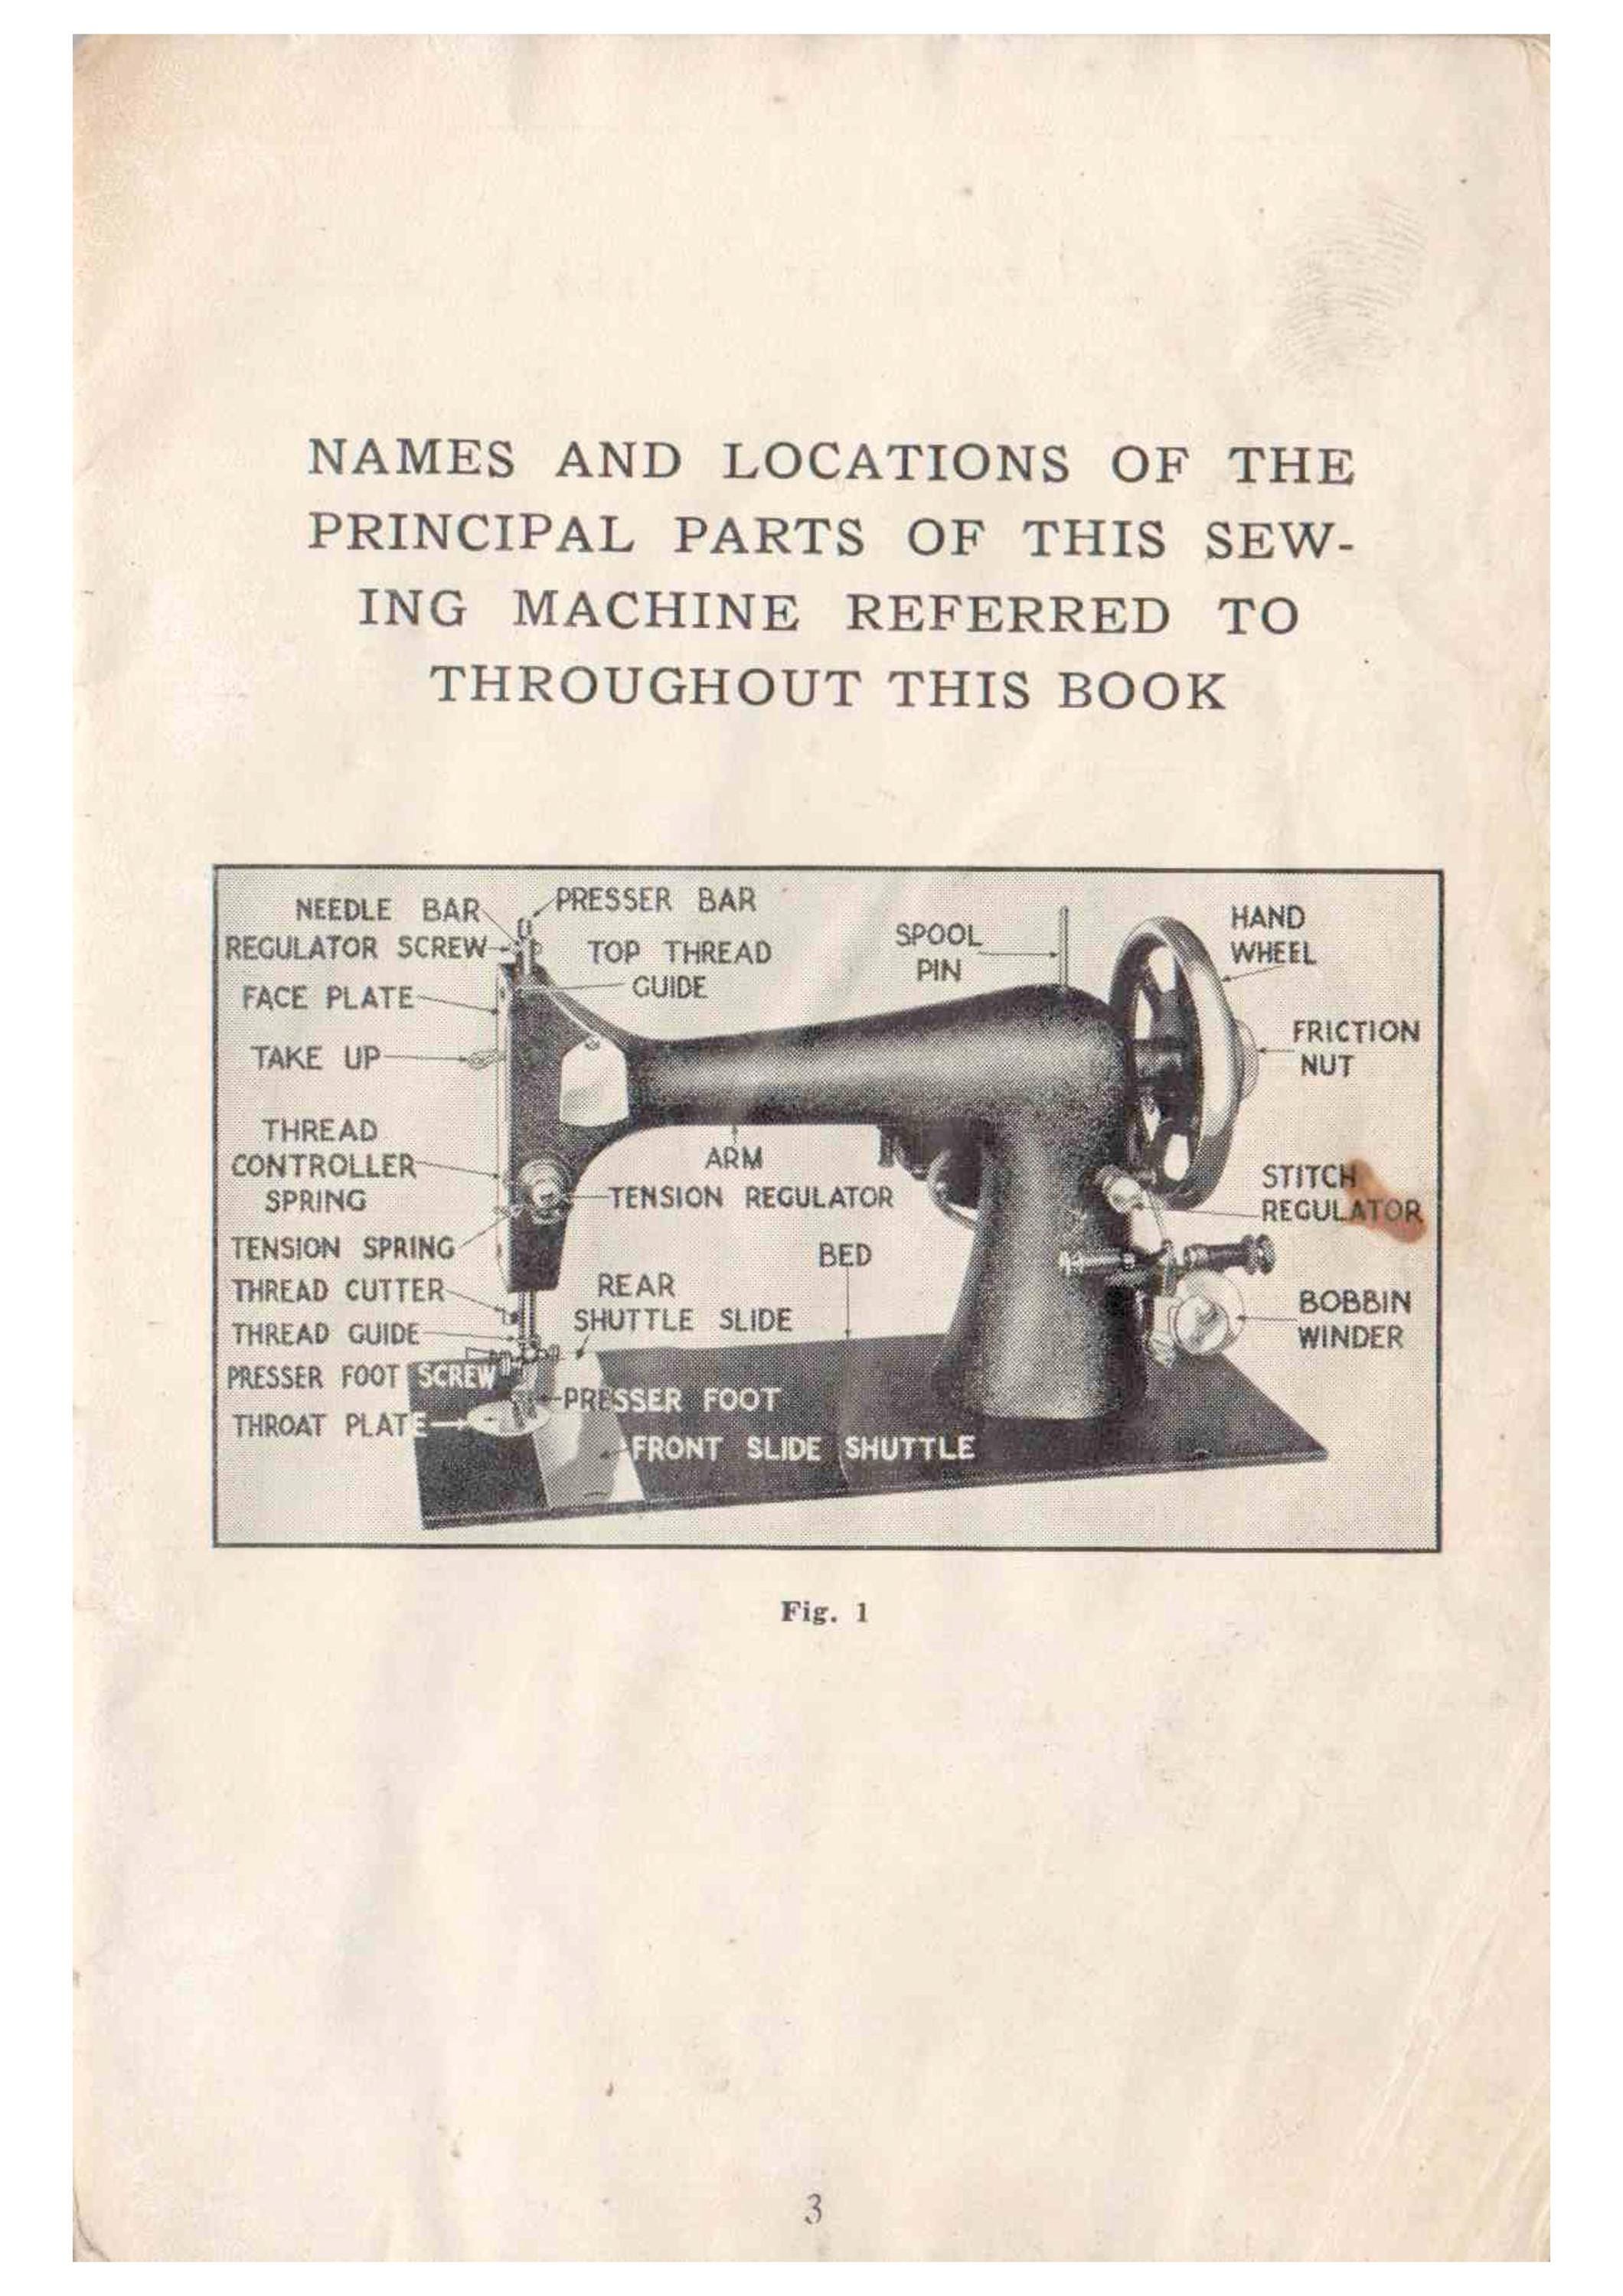 NAMES AND LOCATIONS OF THE
PRINCIPAL PARTS OF THIS SEW-
ING MACHINE REFERRED TO
THROUGHOUT THIS BOOK
NEEDLE BAR
PRESSER BAR
REGULATOR SCREW
TOP THREAD
GUIDE
FACE PLATE
TAKE UP
THREAD
CONTROLLER
SPRING
TENSION SPRING
THREAD CUTTER
THREAD GUIDE
PRESSER FOOT SCREW
THROAT PLATE
ARM
TENSION REGULATOR
BED
REAR
SHUTTLE SLIDE
PRESSER FOOT
FRONT SLIDE SHUTTLE
SPOOL
PIN
HAND
WHEEL
FRICTION
NUT
STITCH
REGULATOR
BOBBIN
WINDER
Fig. 1
3